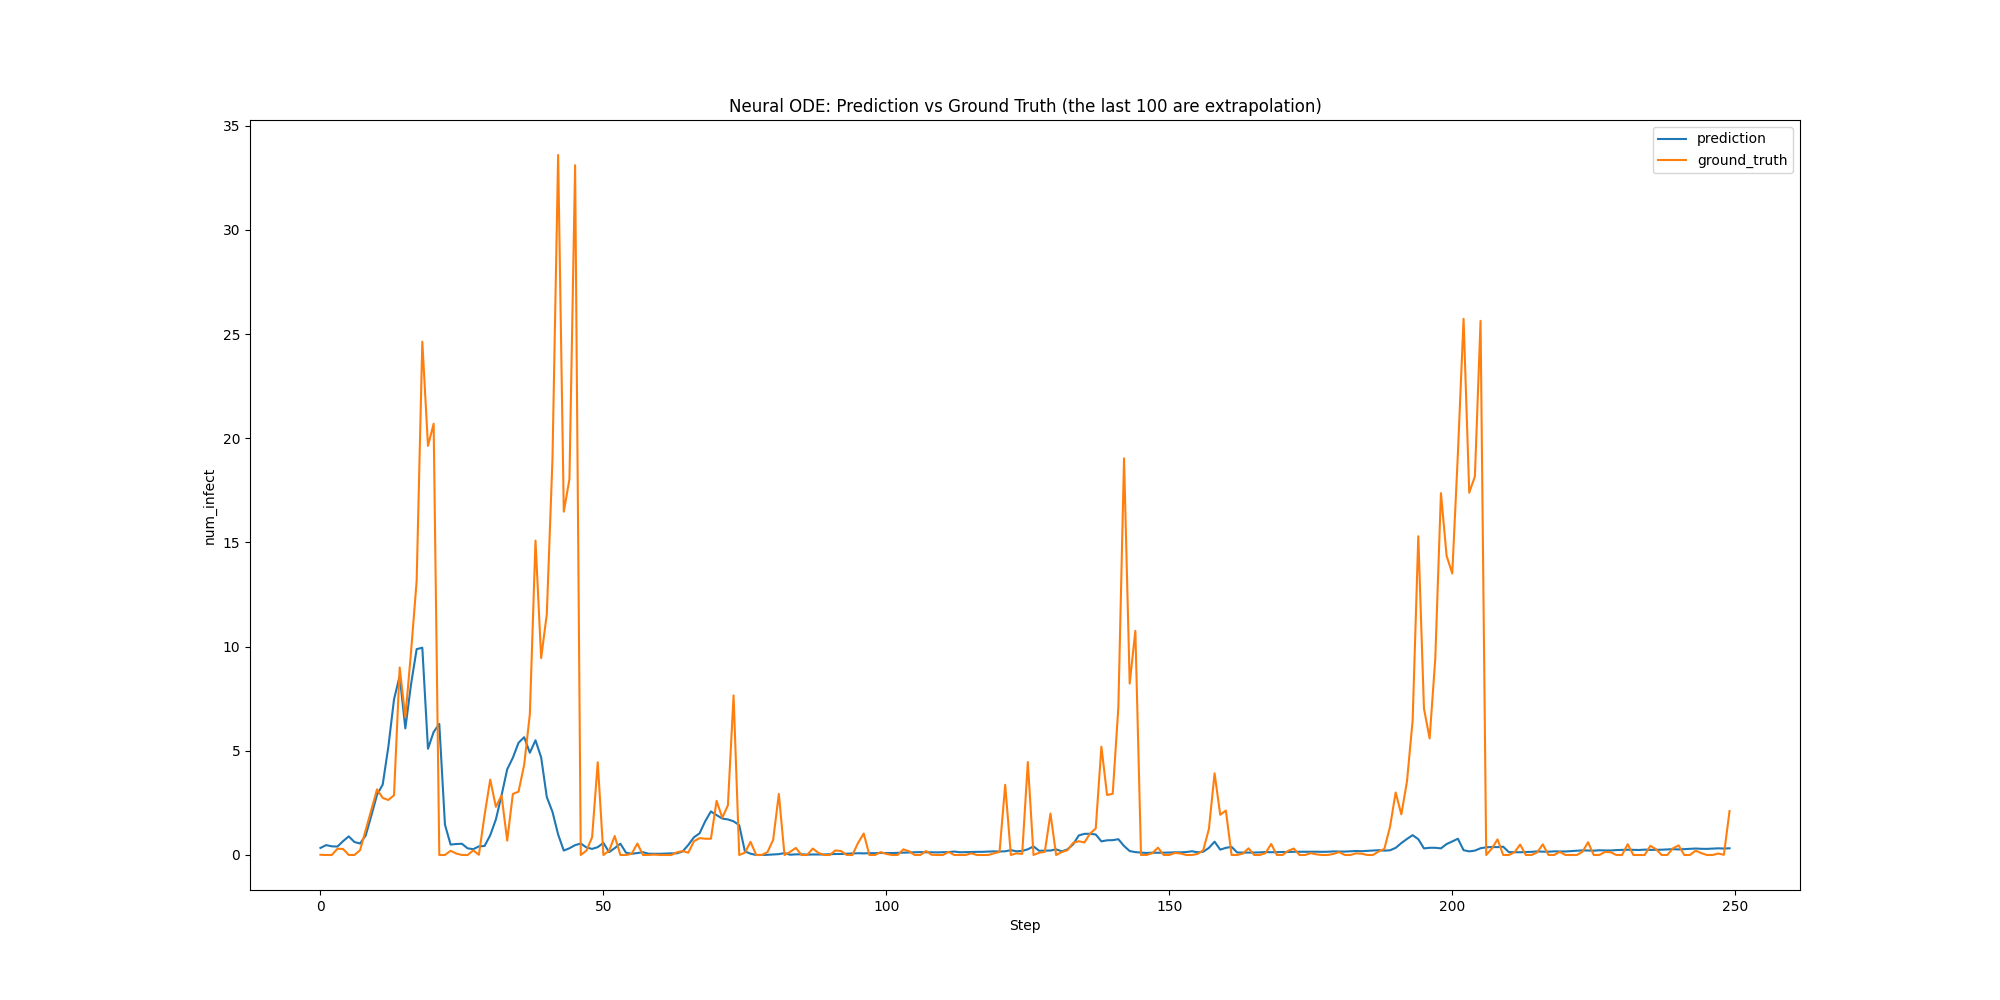 Neural ODE: Prediction vs Ground Truth (the last 100 are extrapolation)
prediction
ground_truth
num_infect
35
30
25
20
15
10
5
0
0
50
100
150
200
250
Step